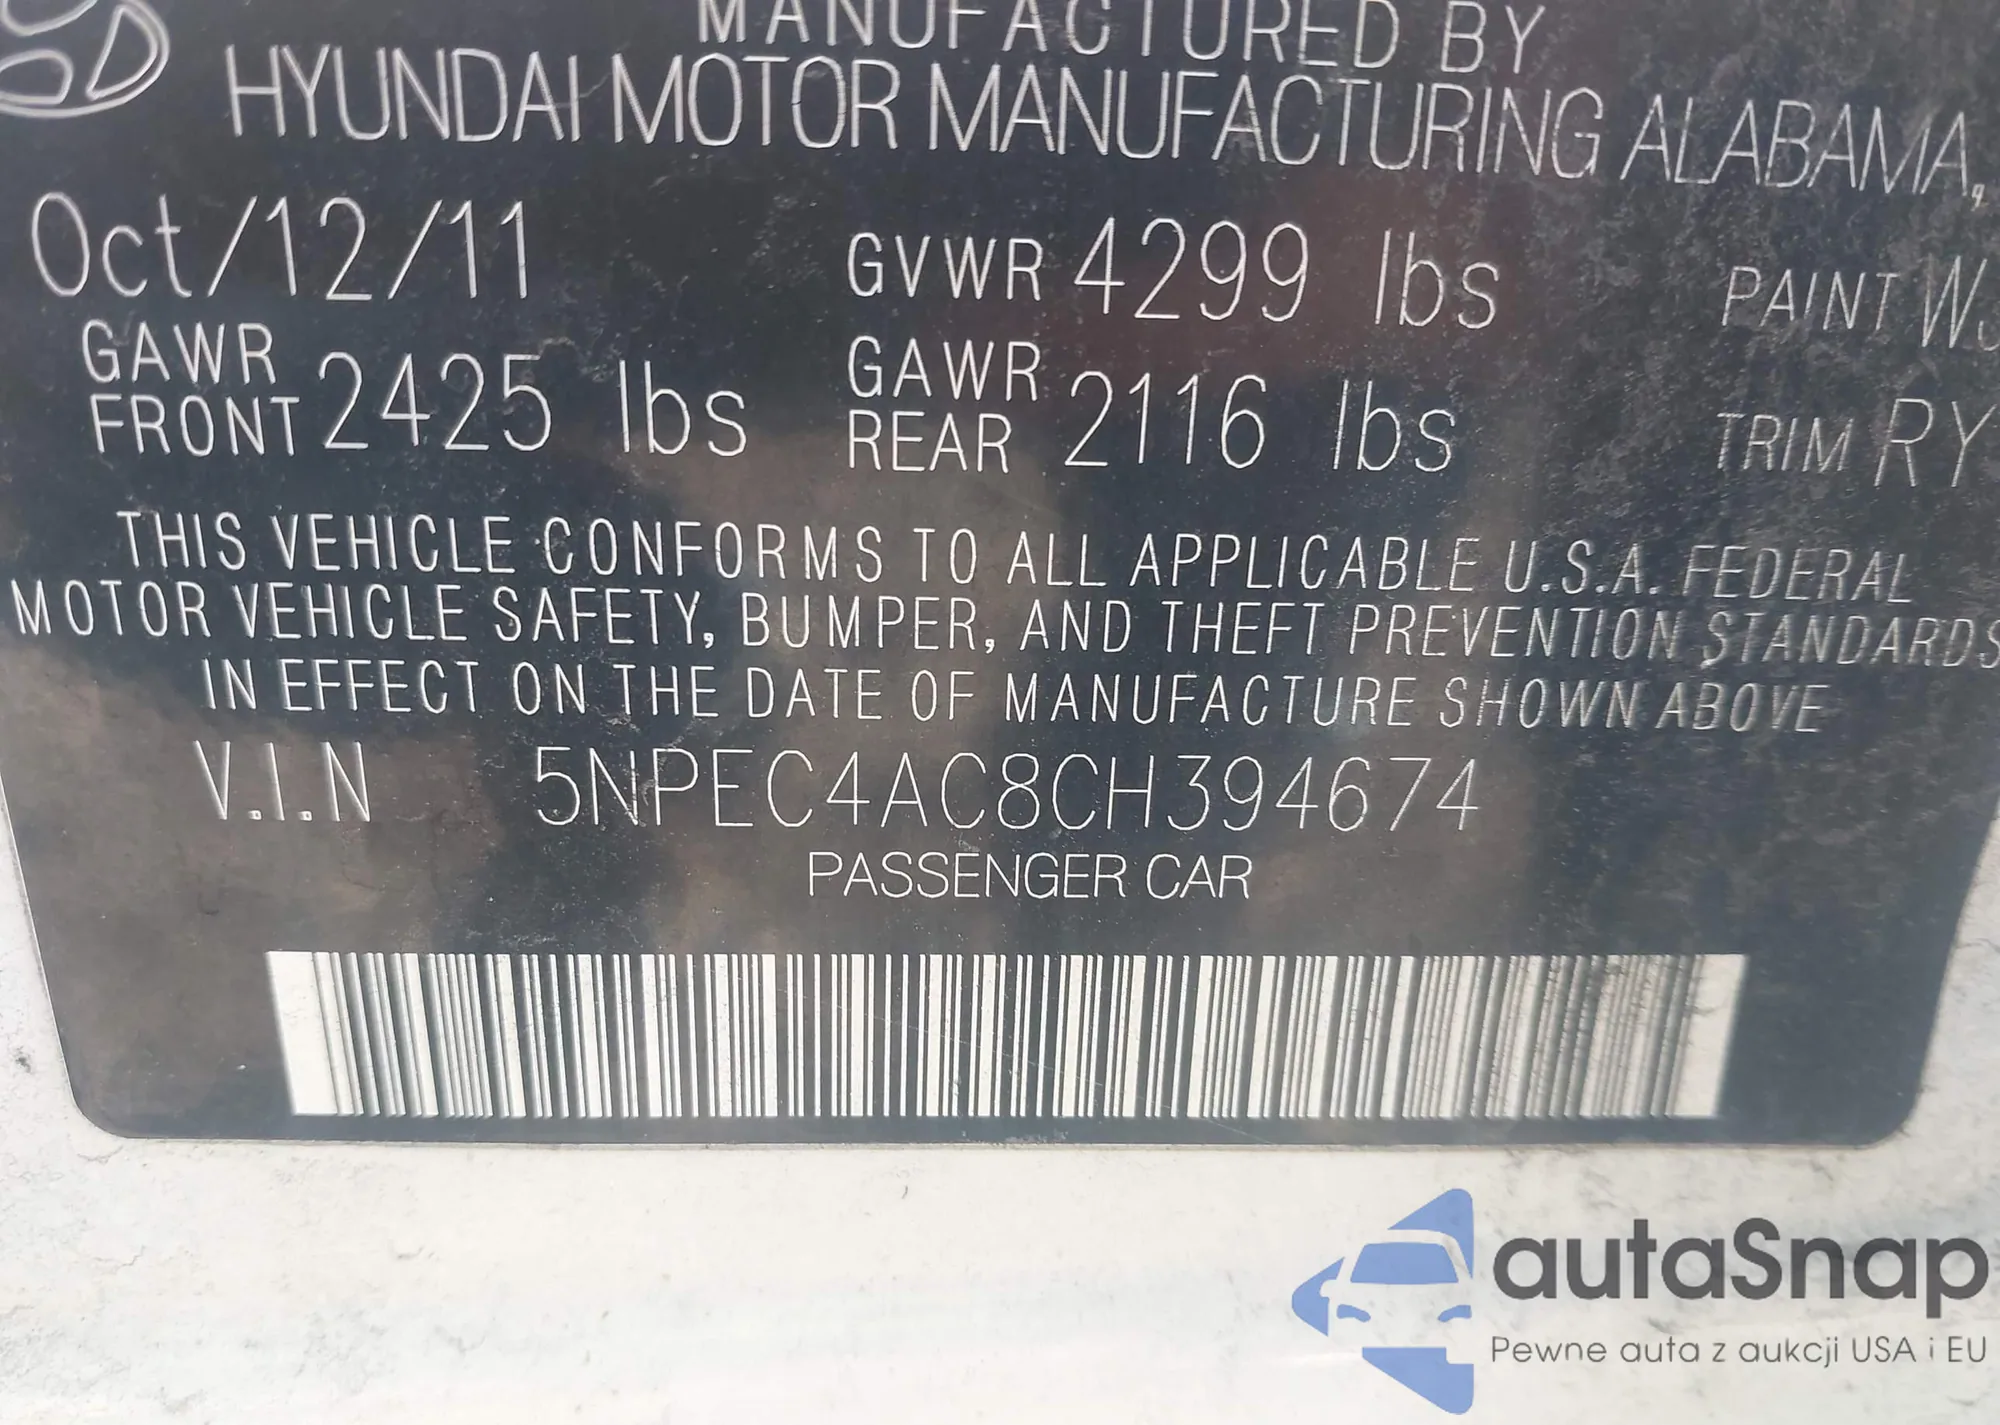 MANUFACTURED BY
HYUNDAI MOTOR MANUFACTURING ALABAMA,
Oct/12/11 GVWR 4299 lbs PAINT
GAWR FRONT 2425 lbs GAWR REAR 2116 lbs TRIM RY
THIS VEHICLE CONFORMS TO ALL APPLICABLE U.S.A. FEDERAL
MOTOR VEHICLE SAFETY, BUMPER, AND THEFT PREVENTION STANDARDS
IN EFFECT ON THE DATE OF MANUFACTURE SHOWN ABOVE
V.I.N 5NPEC4AC8CH394674
PASSENGER CAR
autaSnap
Pewne auta z aukcji USA i EU